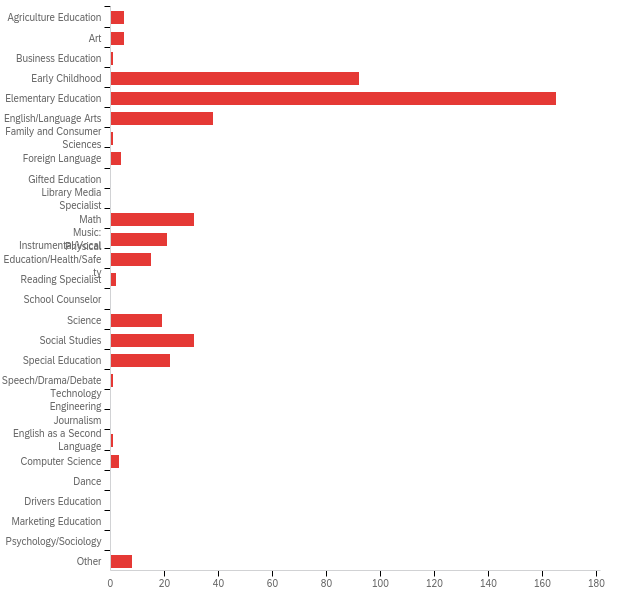 Agriculture Education
Art
Business Education
Early Childhood
Elementary Education
English/Language Arts
Family and Consumer
Sciences
Foreign Language
Gifted Education
Library Media
Specialist
Math
Music:
Instrumental/Vocal
Physical
Education/Health/Safe
ty
Reading Specialist
School Counselor
Science
Social Studies
Special Education
Speech/Drama/Debate
Technology
Engineering
Journalism
English as a Second
Language
Computer Science
Dance
Drivers Education
Marketing Education
Psychology/Sociology
Other
0 20 40 60 80 100 120 140 160 180